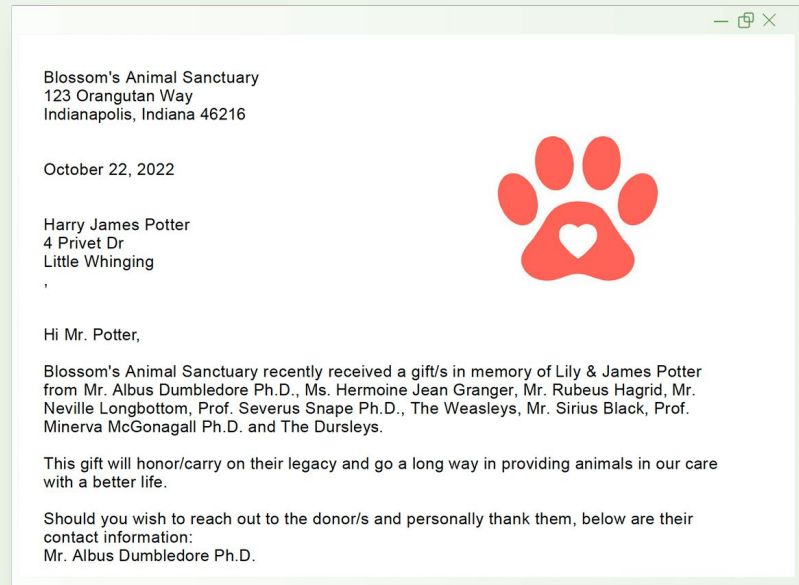 Blossom's Animal Sanctuary
123 Orangutan Way
Indianapolis, Indiana 46216
October 22, 2022
Harry James Potter
4 Privet Dr
Little Whinging
,
Hi Mr. Potter,
Blossom's Animal Sanctuary recently received a gift/s in memory of Lily & James Potter
from Mr. Albus Dumbledore Ph.D., Ms. Hermoine Jean Granger, Mr. Rubeus Hagrid, Mr.
Neville Longbottom, Prof. Severus Snape Ph.D., The Weasleys, Mr. Sirius Black, Prof.
Minerva McGonagall Ph.D. and The Dursleys.
This gift will honor/carry on their legacy and go a long way in providing animals in our care
with a better life.
Should you wish to reach out to the donor/s and personally thank them, below are their
contact information:
Mr. Albus Dumbledore Ph.D.